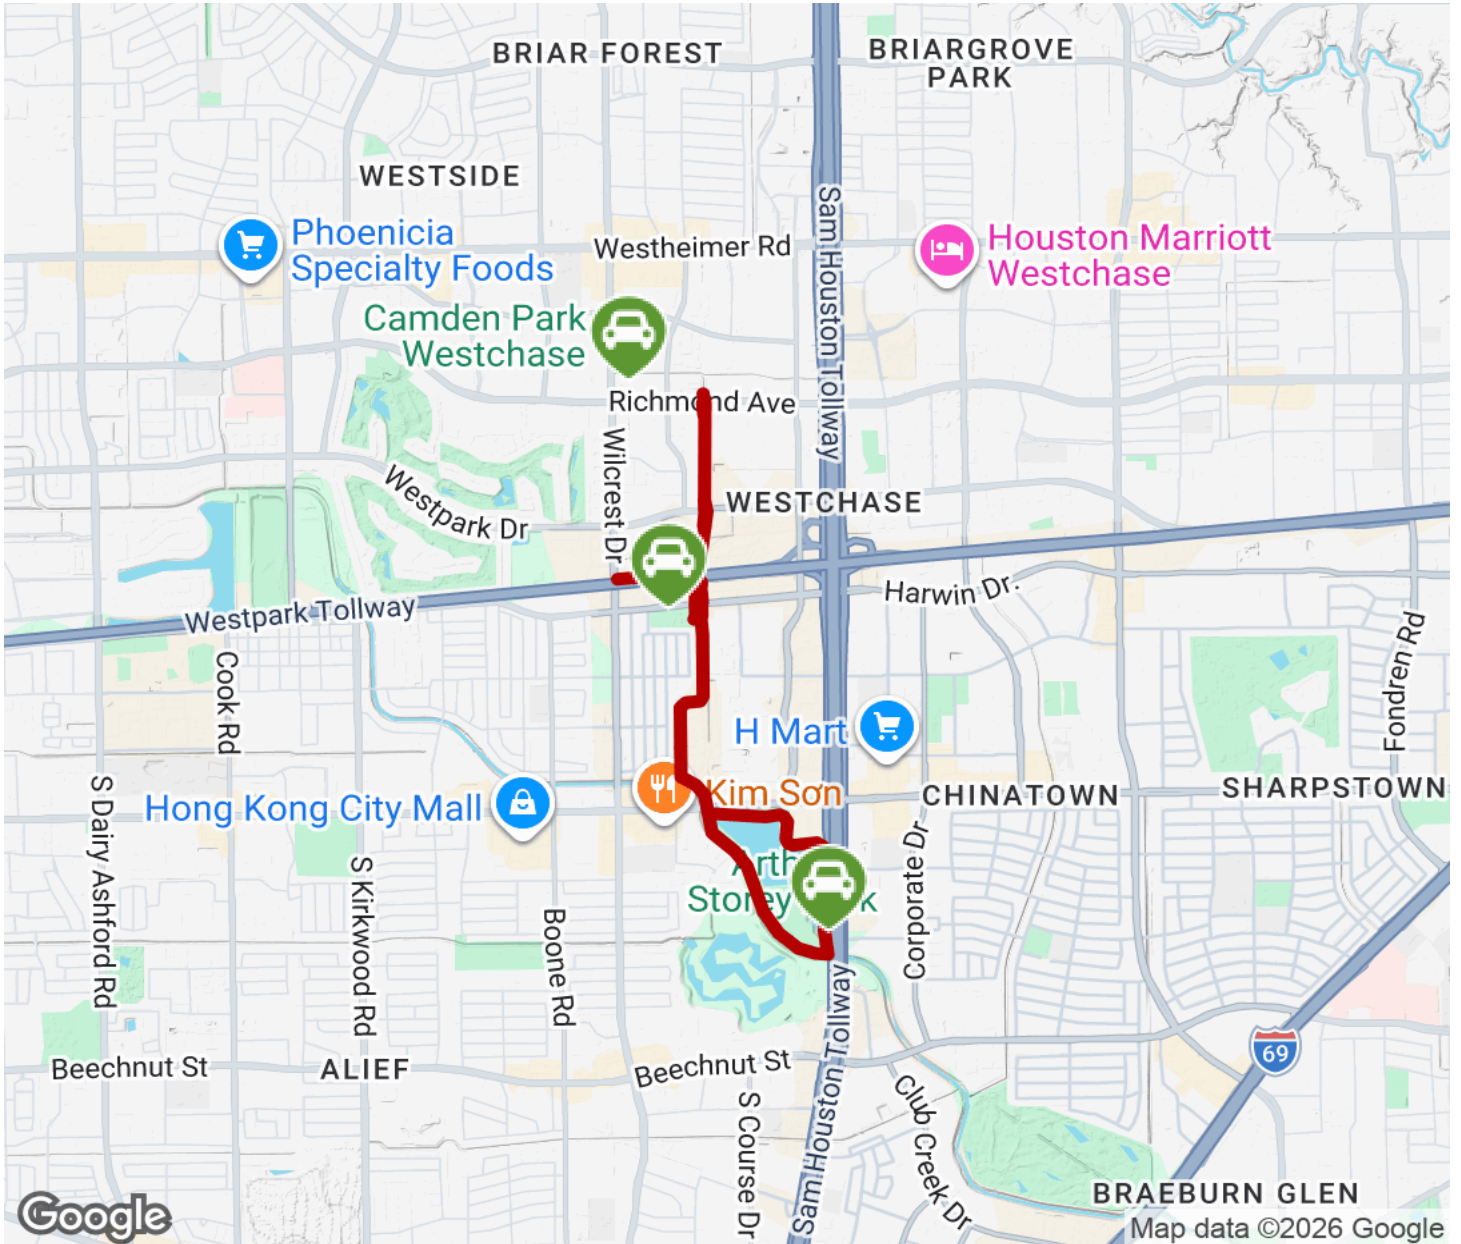 BRIAR FOREST
BRIARGROVE
PARK
WESTSIDE
Phoenicia
Specialty Foods
Westheimer Rd
Sam Houston Tollway
Houston Marriott
Westchase
Camden Park
Westchase
Richmond Ave
Wilcrest Dr
Westpark Dr
WESTCHASE
Westpark Tollway
Harwin Dr.
Cook Rd
Fondren Rd
H Mart
Kim Sơn
Hong Kong City Mall
CHINATOWN
SHARPSTOWN
S Dairy Ashford Rd
S Kirkwood Rd
Boone Rd
Corporate Dr
Storey
Sam Houston Tollway
69
Beechnut St
ALIEF
Beechnut St
S Course Dr
Club Creek Dr
BRAEBURN GLEN
Google
Map data ©2026 Google